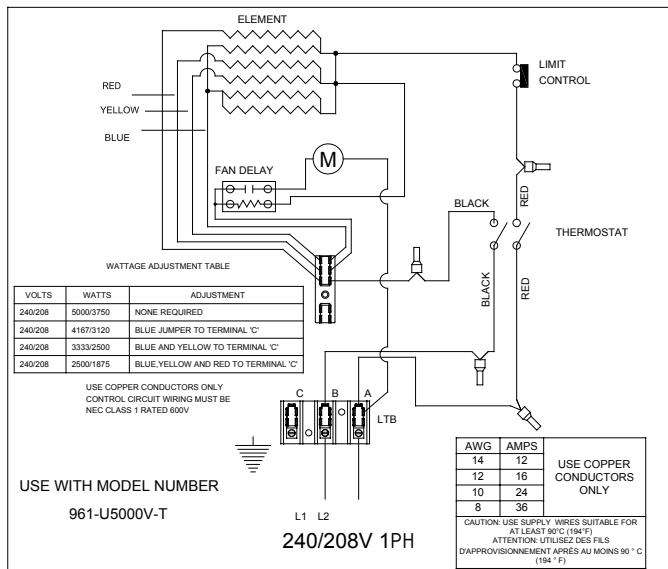 ELEMENT
LIMIT
CONTROL
RED
YELLOW
BLUE
M
FAN DELAY
BLACK
RED
THERMOSTAT
BLACK
RED
WATTAGE ADJUSTMENT TABLE
VOLTS WATTS ADJUSTMENT
240/208 5000/3750 NONE REQUIRED
240/208 4167/3120 BLUE JUMPER TO TERMINAL 'C'
240/208 3333/2500 BLUE AND YELLOW TO TERMINAL 'C'
240/208 2500/1875 BLUE,YELLOW AND RED TO TERMINAL 'C'
USE COPPER CONDUCTORS ONLY
CONTROL CIRCUIT WIRING MUST BE
NEC CLASS 1 RATED 600V
C B A
LTB
USE WITH MODEL NUMBER
961-U5000V-T
L1 L2
240/208V 1PH
AWG AMPS
14 12
12 16
10 24
8 36
USE COPPER
CONDUCTORS
ONLY
CAUTION: USE SUPPLY WIRES SUITABLE FOR
AT LEAST 90°C (194°F)
ATTENTION: UTILISEZ DES FILS
D'APPROVISIONNEMENT APRÈS AU MOINS 90 ° C
(194 ° F)